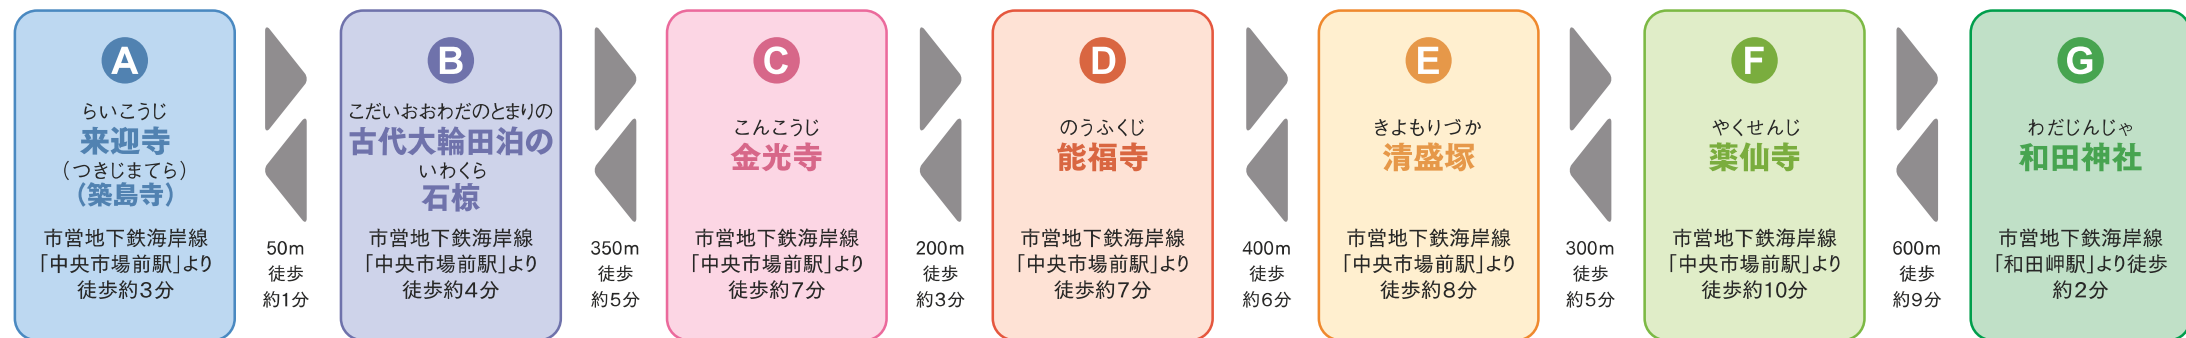 A
らいこうじ
来迎寺
(つきじまてら)
(築島寺)
市営地下鉄海岸線
「中央市場前駅」より
徒歩約3分
50m
徒歩
約1分
B
こだいおおわだのとまりの
古代大輪田泊の
いわくら
石椋
市営地下鉄海岸線
「中央市場前駅」より
徒歩約4分
350m
徒歩
約5分
C
こんこうじ
金光寺
市営地下鉄海岸線
「中央市場前駅」より
徒歩約7分
200m
徒歩
約3分
D
のうふくじ
能福寺
市営地下鉄海岸線
「中央市場前駅」より
徒歩約7分
400m
徒歩
約6分
E
きよもりづか
清盛塚
市営地下鉄海岸線
「中央市場前駅」より
徒歩約8分
300m
徒歩
約5分
F
やくせんじ
薬仙寺
市営地下鉄海岸線
「中央市場前駅」より
徒歩約10分
600m
徒歩
約9分
G
わだじんじゃ
和田神社
市営地下鉄海岸線
「和田岬駅」より徒歩
約2分